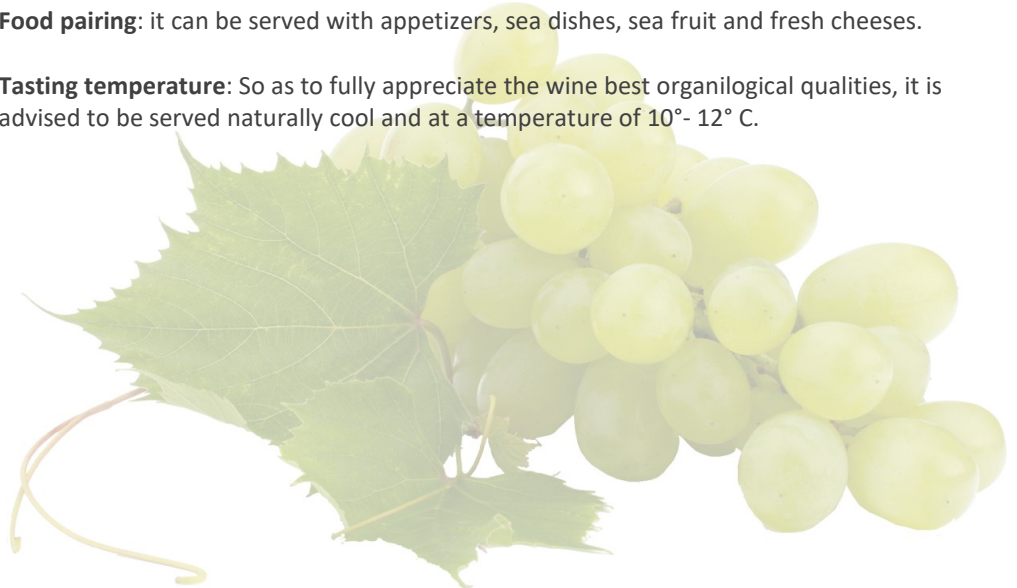 Food pairing: it can be served with appetizers, sea dishes, sea fruit and fresh cheeses.
Tasting temperature: So as to fully appreciate the wine best organilogical qualities, it is
advised to be served naturally cool and at a temperature of 10°- 12° C.